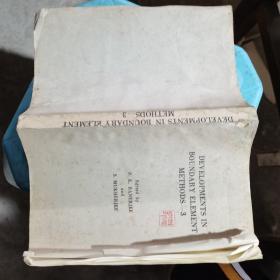 DEVELOPMENTS IN BOUNDARY ELEMENT
METHODS 3
DEVELOPMENTS IN
BOUNDARY ELEMENT
METHODS—3
Edited by
P. K. BANERJEE
and
S. MUKHERJEE